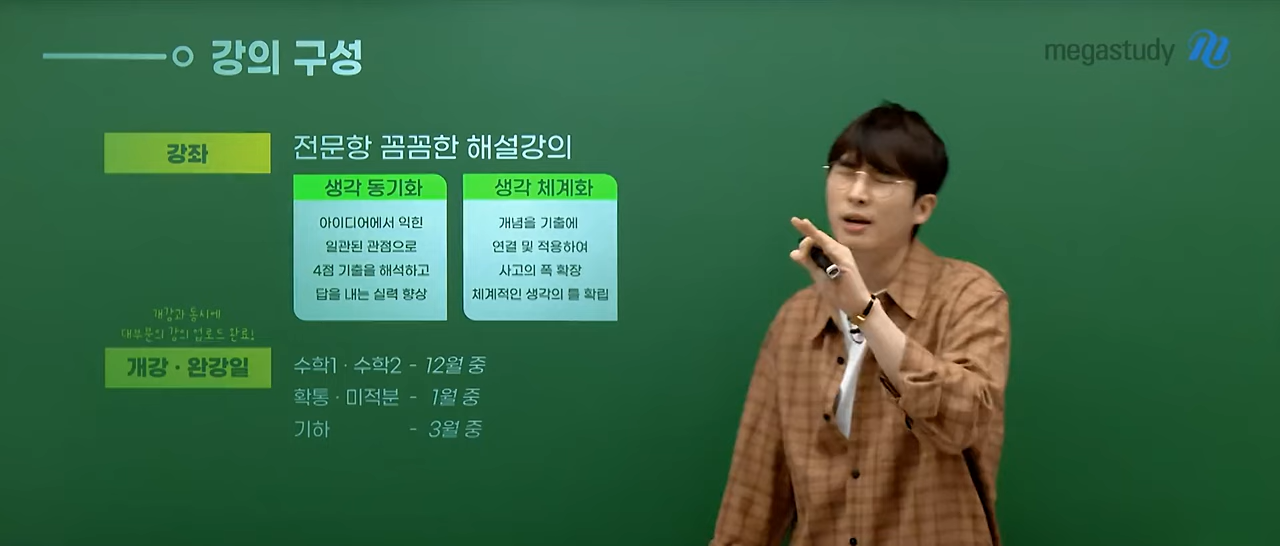 강의 구성
megastudy
강좌
전문항 꼼꼼한 해설강의
생각 동기화
아이디어에서 익힌
일관된 관점으로
4점 기출을 해석하고
답을 내는 실력 향상
생각 체계화
개념을 기출에
연결 및 적용하여
사고의 폭 확장
체계적인 생각의 틀 확립
개강과 동시에
대부분의 강의 업로드 완료!
개강 · 완강일
수학1 · 수학2 - 12월 중
확통 · 미적분 - 1월 중
기하 - 3월 중